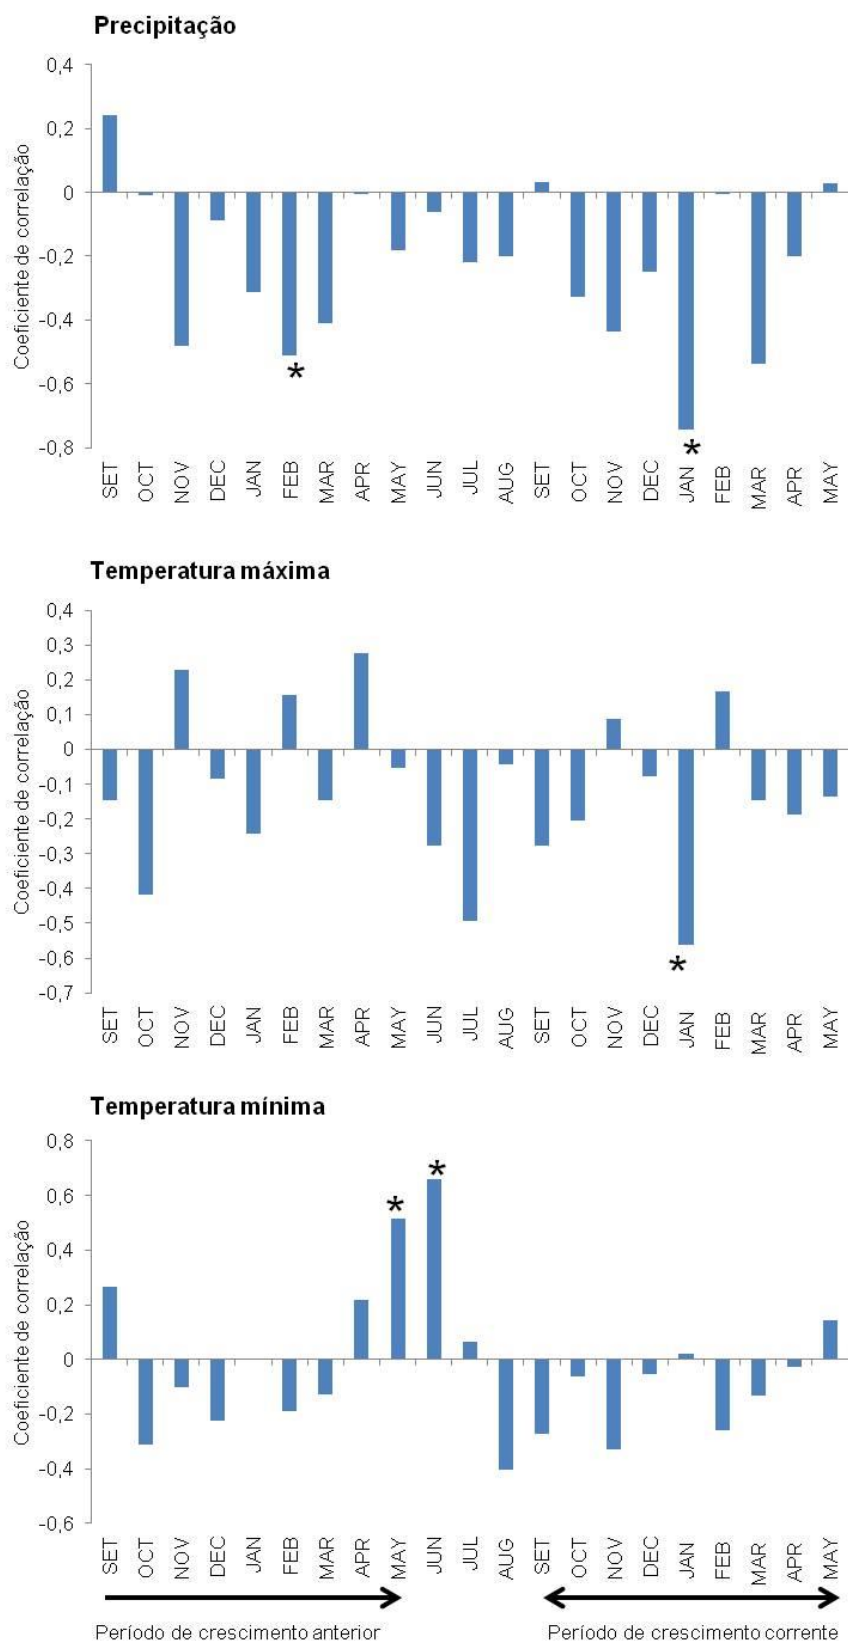 Precipitação
0,4
0,2
0
-0,2
-0,4
-0,6
-0,8
Coeficiente de correlação
*
*
SET OCT NOV DEC JAN FEB MAR APR MAY JUN JUL AUG SET OCT NOV DEC JAN FEB MAR APR MAY
Temperatura máxima
0,4
0,3
0,2
0,1
0
-0,1
-0,2
-0,3
-0,4
-0,5
-0,6
-0,7
Coeficiente de correlação
*
SET OCT NOV DEC JAN FEB MAR APR MAY JUN JUL AUG SET OCT NOV DEC JAN FEB MAR APR MAY
Temperatura mínima
0,8
0,6
0,4
0,2
0
-0,2
-0,4
-0,6
Coeficiente de correlação
*
*
SET OCT NOV DEC JAN FEB MAR APR MAY JUN JUL AUG SET OCT NOV DEC JAN FEB MAR APR MAY
Período de crescimento anterior
Período de crescimento corrente